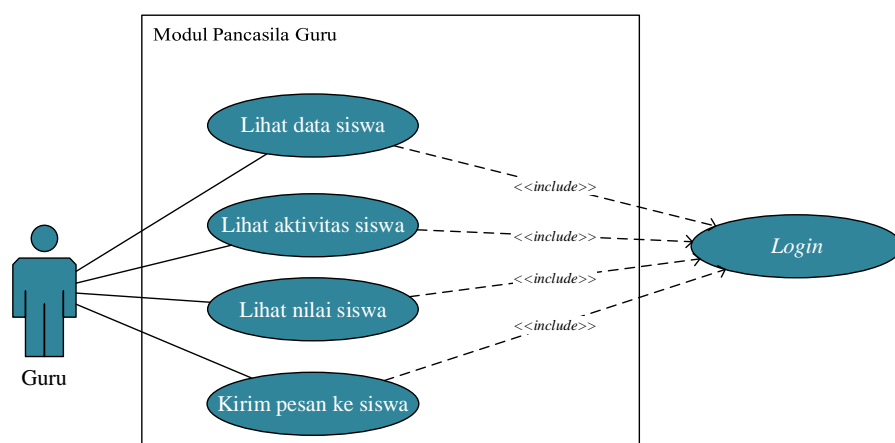 Modul Pancasila Guru
Lihat data siswa
<<include>>
Lihat aktivitas siswa
<<include>>
Login
Lihat nilai siswa
<<include>>
<<include>>
Guru
Kirim pesan ke siswa